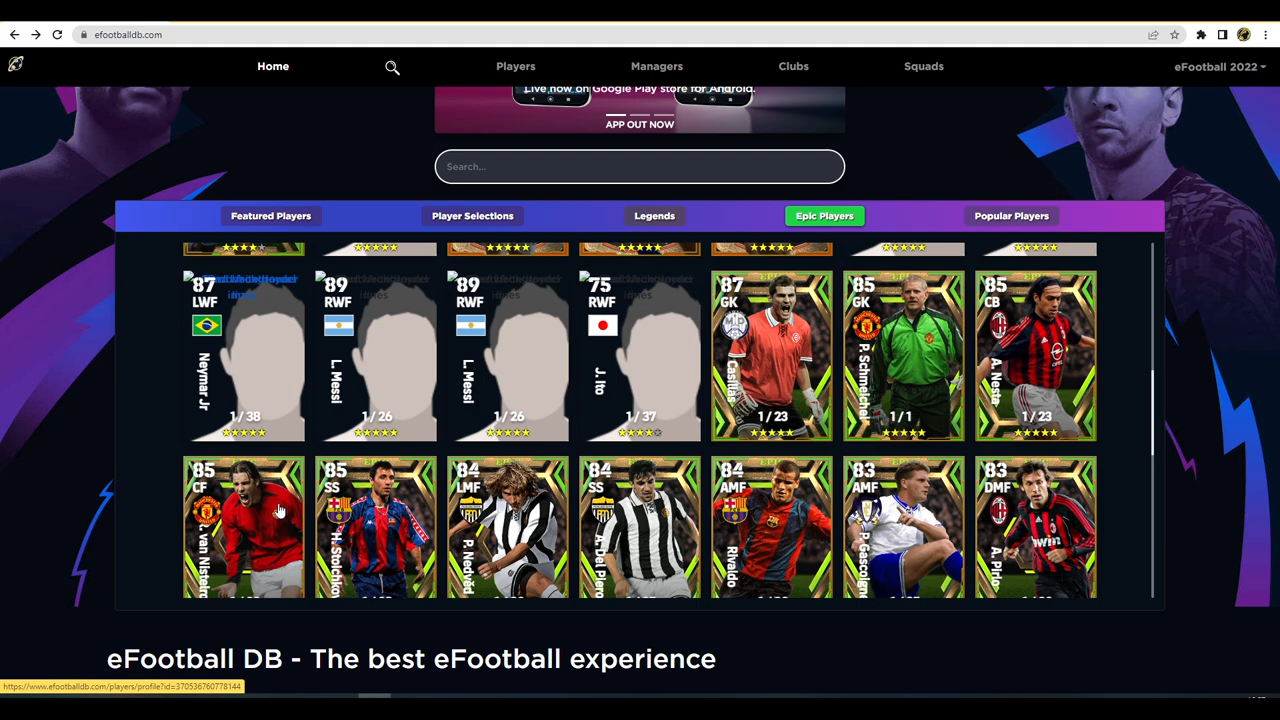 efootballdb.com
Home
Players
Managers
Clubs
Squads
eFootball 2022
Live now on Google Play store for Android.
APP OUT NOW
Search...
Featured Players
Player Selections
Legends
Epic Players
Popular Players
87
LWF
Neymar Jr
1 / 38
89
RWF
L. Messi
1 / 26
89
RWF
L. Messi
1 / 26
75
RWF
J. Ito
1 / 37
87
GK
Casillas
1 / 23
85
GK
P. Schmeichel
1 / 1
85
CB
A. Nesta
1 / 23
85
CF
85
SS
84
LMF
P. Nedvěd
84
SS
A. Del Piero
84
AMF
Rivaldo
83
AMF
P. Gascoigne
83
DMF
A. Pirlo
bwin
eFootball DB - The best eFootball experience
https://www.efootballdb.com/players/profile?id=370536760778144